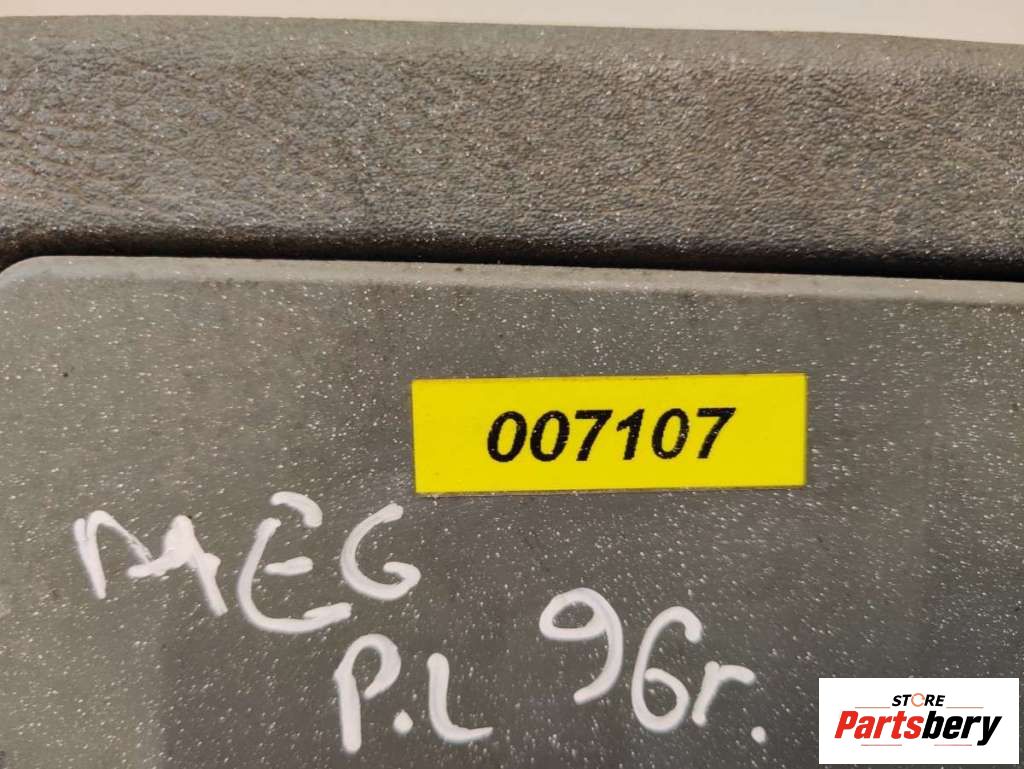 007107
MEG
P.L 96r.
STORE
Partsbery